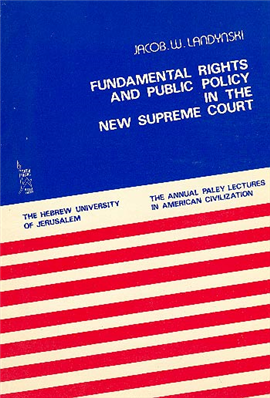 JACOB. W. LANDYNSKI
FUNDAMENTAL RIGHTS
AND PUBLIC POLICY
IN THE
NEW SUPREME COURT
THE HEBREW UNIVERSITY
OF JERUSALEM
THE ANNUAL PALEY LECTURES
IN AMERICAN CIVILIZATION